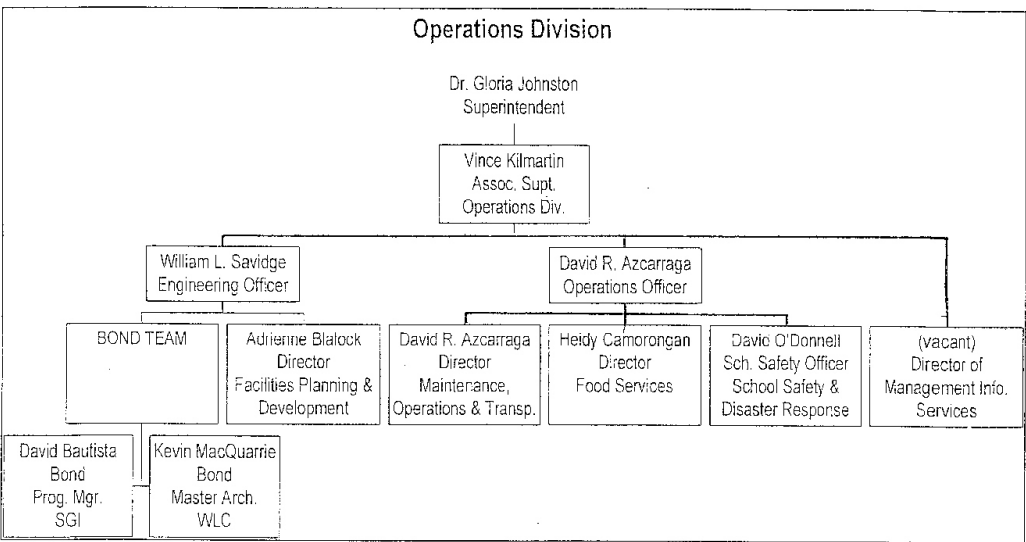 Operations Division
Dr. Gloria Johnston
Superintendent
Vince Kilmartin
Assoc. Supt.
Operations Div.
William L. Savidge
Engineering Officer
David R. Azcarraga
Operations Officer
BOND TEAM
Adrienne Blalock
Director
Facilities Planning &
Development
David R. Azcarraga
Director
Maintenance,
Operations & Transp.
Heidy Camorongan
Director
Food Services
David O'Donnell
Sch. Safety Officer
School Safety &
Disaster Response
(vacant)
Director of
Management Info.
Services
David Bautista
Bond
Prog. Mgr.
SGI
Kevin MacQuarrie
Bond
Master Arch.
WLC